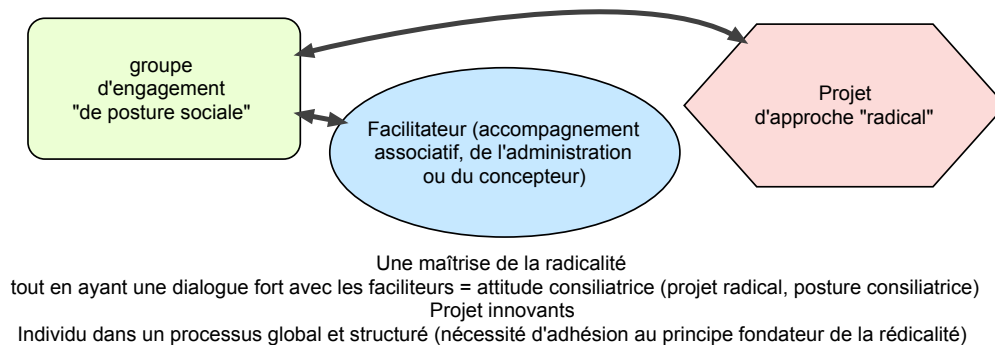 groupe
d'engagement
"de posture sociale"
Facilitateur (accompagnement
associatif, de l'administration
ou du concepteur)
Projet
d'approche "radical"
Une maîtrise de la radicalité
tout en ayant une dialogue fort avec les faciliteurs = attitude consiliatrice (projet radical, posture consiliatrice)
Projet innovants
Individu dans un processus global et structuré (nécessité d'adhésion au principe fondateur de la rédicalité)